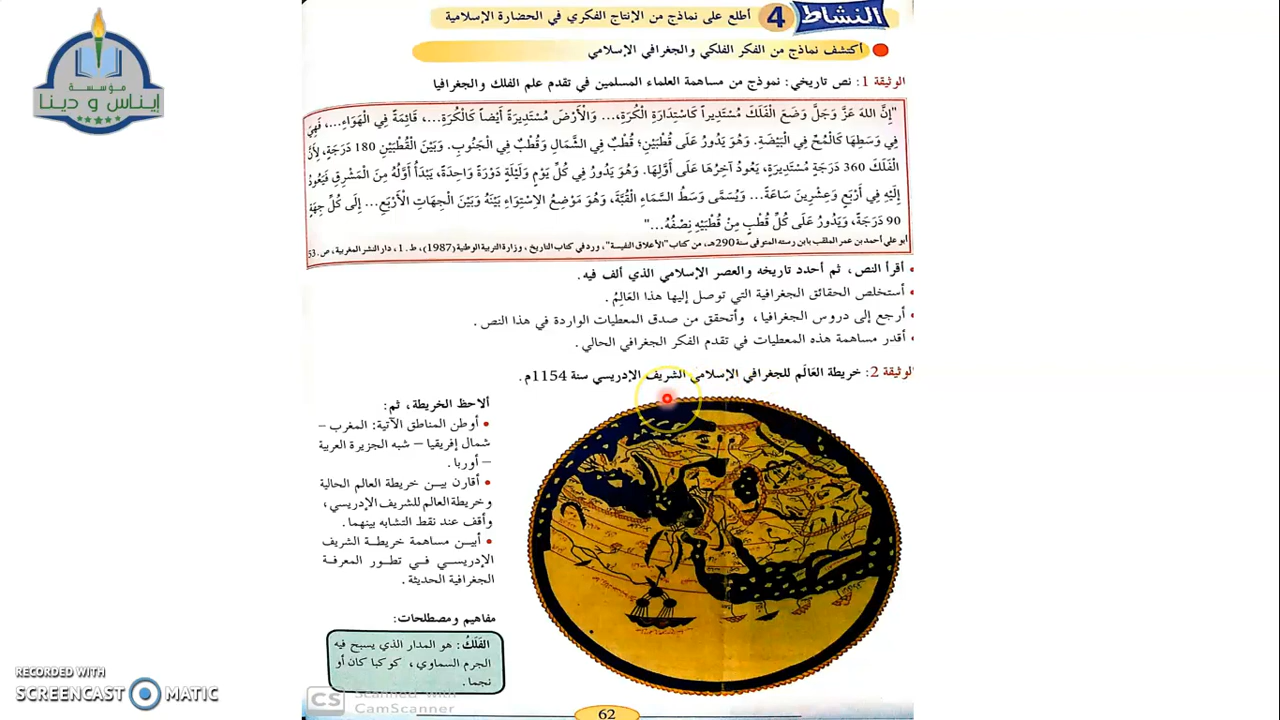 مؤسسة
إيناس و دينا
النشاط 4 أطلع على نماذج من الإنتاج الفكري في الحضارة الإسلامية
أكتشف نماذج من الفكر الفلكي والجغرافي الإسلامي
الوثيقة 1: نص تاريخي: نموذج من مساهمة العلماء المسلمين في تقدم علم الفلك والجغرافيا
"إِنَّ اللهَ عَزَّ وَجَلَّ وَضَعَ الْفَلَكَ مُسْتَدِيراً كَاسْتِدَارَةِ الْكُرَةِ،... وَالْأَرْضُ مُسْتَدِيرَةٌ أَيْضاً كَالْكُرَةِ...، قَائِمَةٌ فِي الْهَوَاءِ...، فَهِيَ
فِي وَسَطِهَا كَالْمُحِّ فِي الْبَيْضَةِ. وَهُوَ يَدُورُ عَلَى قُطْبَيْنِ؛ قُطْبٌ فِي الشَّمَالِ وَقُطْبٌ فِي الْجَنُوبِ. وَبَيْنَ الْقُطْبَيْنِ 180 دَرَجَةً، لِأَنَّ
الْفَلَكَ 360 دَرَجَةً مُسْتَدِيرَةٍ، يَعُودُ آخِرُهَا عَلَى أَوَّلِهَا. وَهُوَ يَدُورُ فِي كُلِّ يَوْمٍ وَلَيْلَةٍ دَوْرَةً وَاحِدَةً، يَبْدَأُ أَوَّلُهُ مِنَ الْمَشْرِقِ فَيَعُودُ
إِلَيْهِ فِي أَرْبَعٍ وَعِشْرِينَ سَاعَةً... وَيُسَمَّى وَسَطُ السَّمَاءِ الْقُبَّةَ، وَهُوَ مَوْضِعُ الاِسْتِوَاءِ بَيْنَهُ وَبَيْنَ الْجِهَاتِ الْأَرْبَعِ... إِلَى كُلِّ جِهَةٍ
90 دَرَجَةً، وَيَدُورُ عَلَى كُلِّ قُطْبٍ مِنْ قُطْبَيْهِ نِصْفُهُ..."
أبو علي أحمد بن عمر الملقب بابن رسته المتوفى سنة 290هـ، من كتاب "الأعلاق النفيسة"، ورد في كتاب التاريخ، وزارة التربية الوطنية (1987)، ط. 1، دار النشر المغربية، ص. 53
• أقرأ النص، ثم أحدد تاريخه والعصر الإسلامي الذي ألف فيه.
• أستخلص الحقائق الجغرافية التي توصل إليها هذا العَالِمُ.
• أرجع إلى دروس الجغرافيا، وأتحقق من صدق المعطيات الواردة في هذا النص.
• أقدر مساهمة هذه المعطيات في تقدم الفكر الجغرافي الحالي.
الوثيقة 2: خريطة العَالَم للجغرافي الإسلامي الشريف الإدريسي سنة 1154م.
ألاحظ الخريطة، ثم:
• أوطن المناطق الآتية: المغرب –
شمال إفريقيا – شبه الجزيرة العربية
– أوربا.
• أقارن بين خريطة العالم الحالية
وخريطة العالم للشريف الإدريسي،
وأقف عند نقط التشابه بينهما.
• أبين مساهمة خريطة الشريف
الإدريسي في تطور المعرفة
الجغرافية الحديثة.
مفاهيم ومصطلحات:
الفَلَكُ: هو المدار الذي يسبح فيه
الجرم السماوي، كوكبا كان أو
نجما.
CS Scanned with
CamScanner
62
RECORDED WITH
SCREENCAST MATIC